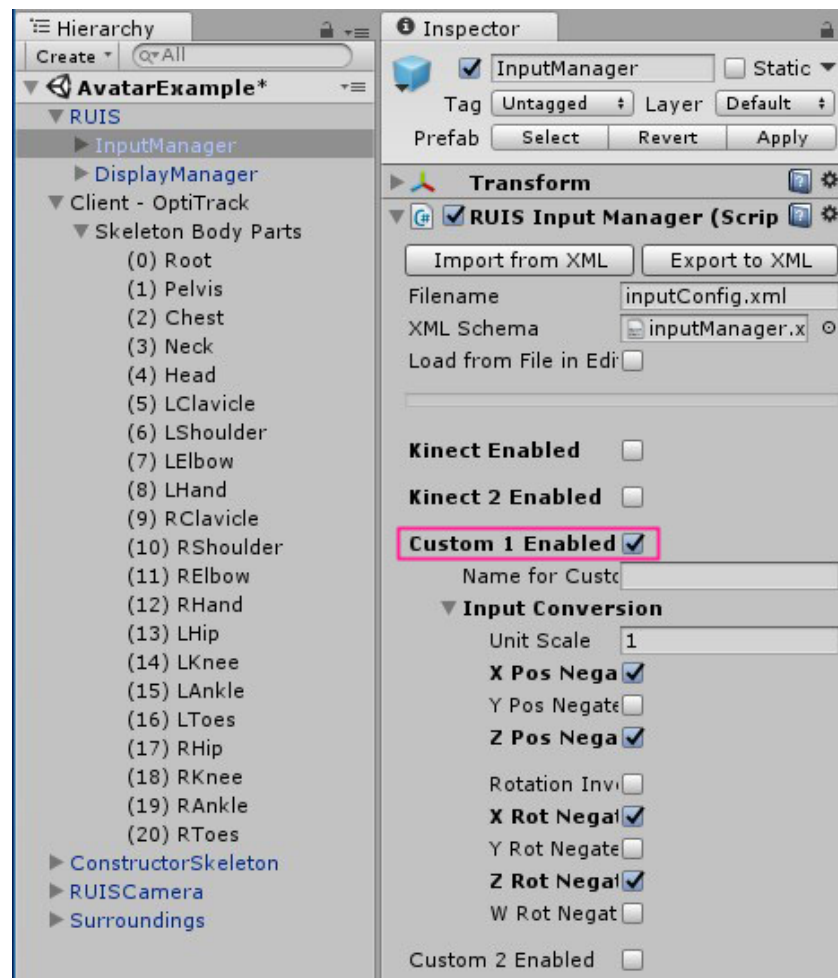 Hierarchy
Create
All
AvatarExample*
RUIS
InputManager
DisplayManager
Client - OptiTrack
Skeleton Body Parts
(0) Root
(1) Pelvis
(2) Chest
(3) Neck
(4) Head
(5) LClavicle
(6) LShoulder
(7) LElbow
(8) LHand
(9) RClavicle
(10) RShoulder
(11) RElbow
(12) RHand
(13) LHip
(14) LKnee
(15) LAnkle
(16) LToes
(17) RHip
(18) RKnee
(19) RAnkle
(20) RToes
ConstructorSkeleton
RUISCamera
Surroundings
Inspector
InputManager Static
Tag Untagged Layer Default
Prefab Select Revert Apply
Transform
C# RUIS Input Manager (Scrip
Import from XML Export to XML
Filename inputConfig.xml
XML Schema inputManager.x
Load from File in Edi
Kinect Enabled
Kinect 2 Enabled
Custom 1 Enabled
Name for Custo
Input Conversion
Unit Scale 1
X Pos Nega
Y Pos Negate
Z Pos Nega
Rotation Inv
X Rot Negat
Y Rot Negate
Z Rot Negat
W Rot Negat
Custom 2 Enabled